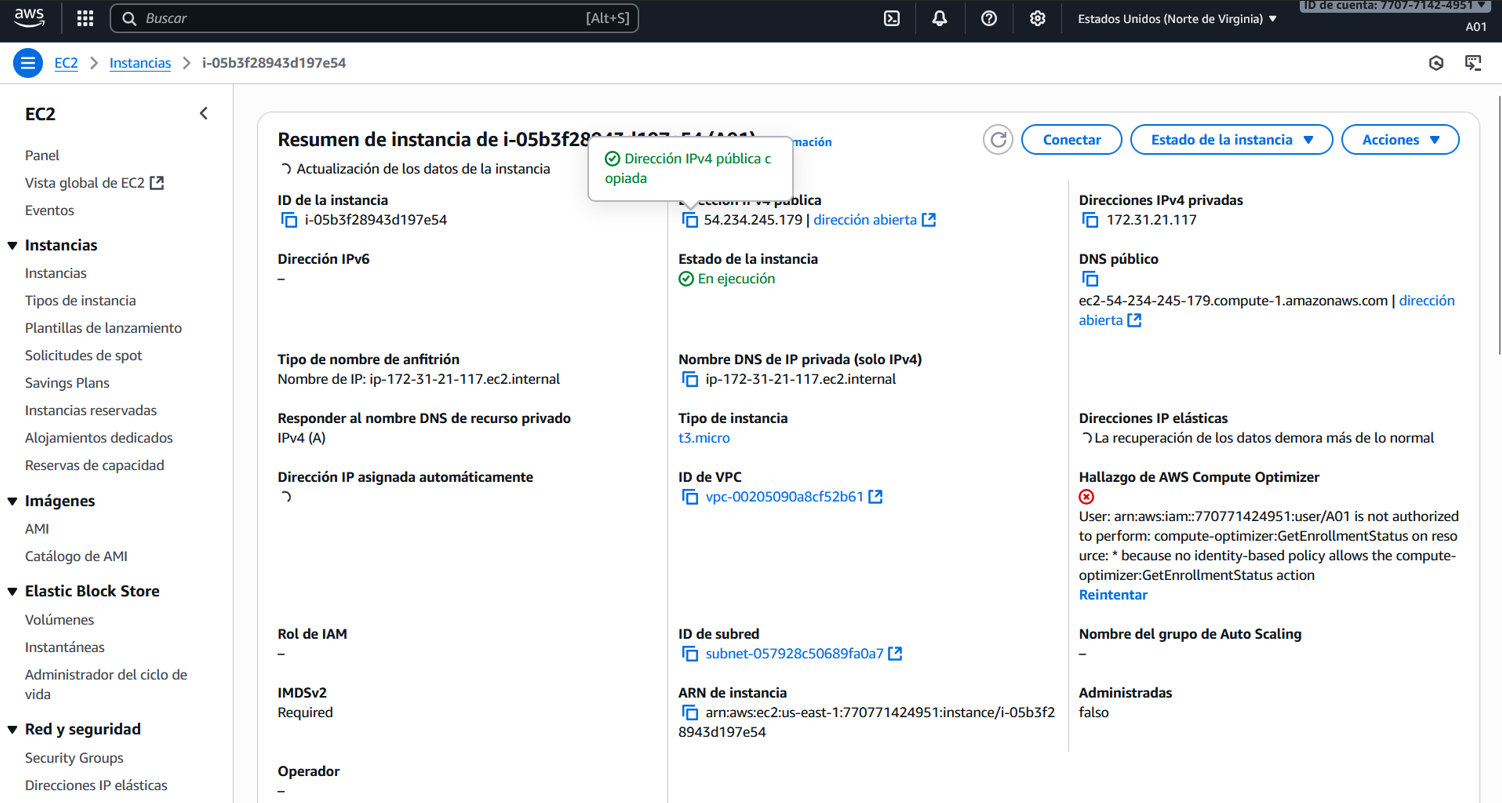 aws
Buscar
[Alt+S]
Estados Unidos (Norte de Virginia)
ID de cuenta: 7707-7142-4951
A01
EC2
Instancias
i-05b3f28943d197e54
EC2
Panel
Vista global de EC2
Eventos
Instancias
Instancias
Tipos de instancia
Plantillas de lanzamiento
Solicitudes de spot
Savings Plans
Instancias reservadas
Alojamientos dedicados
Reservas de capacidad
Imágenes
AMI
Catálogo de AMI
Elastic Block Store
Volúmenes
Instantáneas
Administrador del ciclo de
vida
Red y seguridad
Security Groups
Direcciones IP elásticas
Resumen de instancia de i-05b3f28943d197e54 (A01)
mación
Actualización de los datos de la instancia
Dirección IPv4 pública c
opiada
Conectar
Estado de la instancia
Acciones
ID de la instancia
i-05b3f28943d197e54
Dirección IPv4 pública
54.234.245.179 | dirección abierta
Direcciones IPv4 privadas
172.31.21.117
Dirección IPv6
–
Estado de la instancia
En ejecución
DNS público
ec2-54-234-245-179.compute-1.amazonaws.com | dirección
abierta
Tipo de nombre de anfitrión
Nombre de IP: ip-172-31-21-117.ec2.internal
Nombre DNS de IP privada (solo IPv4)
ip-172-31-21-117.ec2.internal
Responder al nombre DNS de recurso privado
IPv4 (A)
Tipo de instancia
t3.micro
Direcciones IP elásticas
La recuperación de los datos demora más de lo normal
Dirección IP asignada automáticamente
ID de VPC
vpc-00205090a8cf52b61
Hallazgo de AWS Compute Optimizer
User: arn:aws:iam::770771424951:user/A01 is not authorized
to perform: compute-optimizer:GetEnrollmentStatus on reso
urce: * because no identity-based policy allows the compute-
optimizer:GetEnrollmentStatus action
Reintentar
Rol de IAM
–
ID de subred
subnet-057928c50689fa0a7
Nombre del grupo de Auto Scaling
–
IMDSv2
Required
ARN de instancia
arn:aws:ec2:us-east-1:770771424951:instance/i-05b3f2
8943d197e54
Administradas
falso
Operador
–